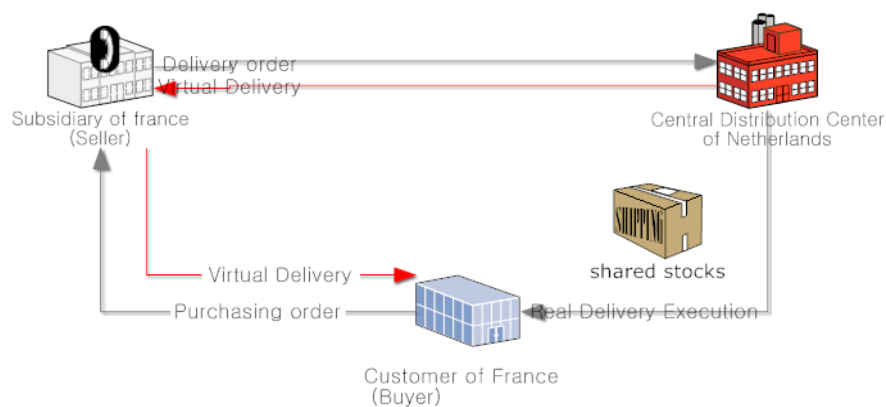 Delivery order
Virtual Delivery
Subsidiary of france
(Seller)
Central Distribution Center
of Netherlands
SHIPPING
shared stocks
Virtual Delivery
Purchasing order
Real Delivery Execution
Customer of France
(Buyer)